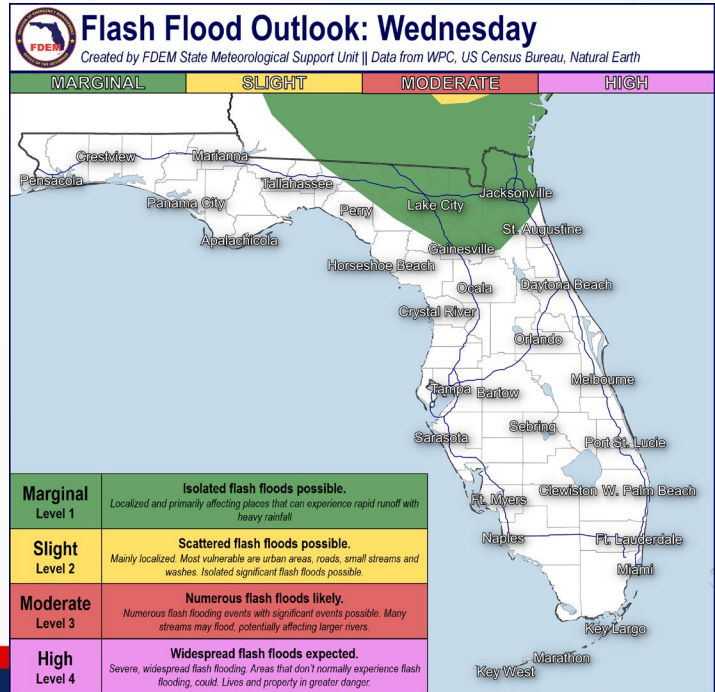 Flash Flood Outlook: Wednesday
FDEM
Created by FDEM State Meteorological Support Unit || Data from WPC, US Census Bureau, Natural Earth
MARGINAL
SLIGHT
MODERATE
HIGH
Crestview
Marianna
Pensacola
Tallahassee
Panama City
Apalachicola
Perry
Lake City
Jacksonville
St. Augustine
Gainesville
Horseshoe Beach
Ocala
Daytona Beach
Crystal River
Orlando
Tampa
Bartow
Melbourne
Sebring
Sarasota
Port St. Lucie
Ft. Myers
Clewiston
W. Palm Beach
Naples
Ft. Lauderdale
Miami
Key Largo
Marathon
Key West
Marginal
Level 1
Isolated flash floods possible.
Localized and primarily affecting places that can experience rapid runoff with
heavy rainfall
Slight
Level 2
Scattered flash floods possible.
Mainly localized. Most vulnerable are urban areas, roads, small streams and
washes. Isolated significant flash floods possible.
Moderate
Level 3
Numerous flash floods likely.
Numerous flash flooding events with significant events possible. Many
streams may flood, potentially affecting larger rivers.
High
Level 4
Widespread flash floods expected.
Severe, widespread flash flooding. Areas that don't normally experience flash
flooding, could. Lives and property in greater danger.